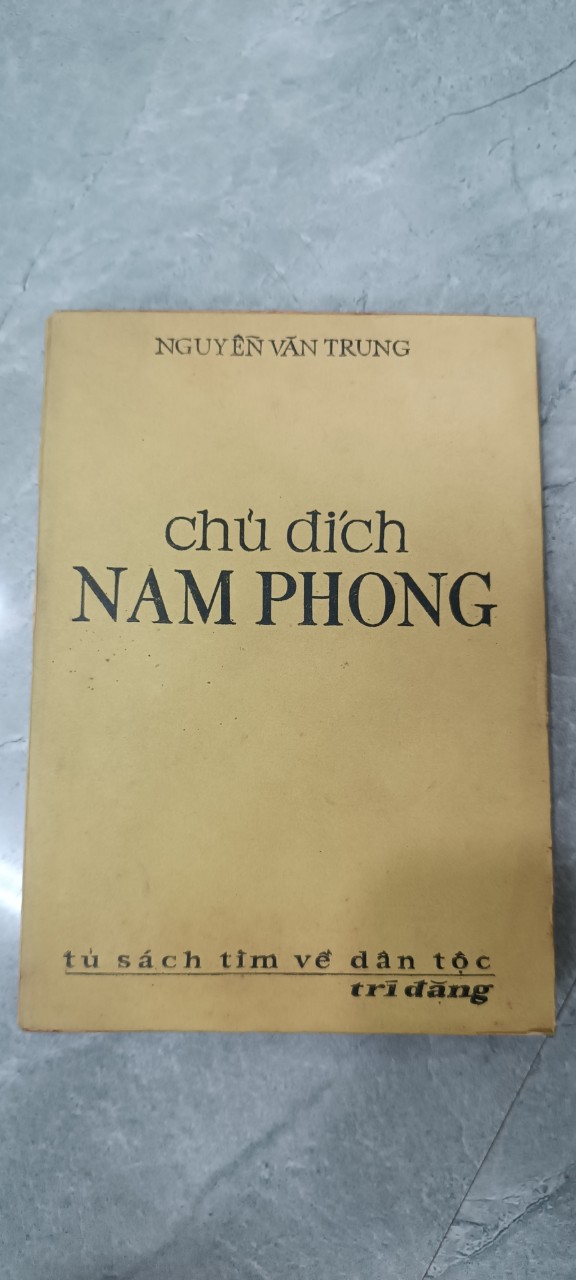 NGUYỄN VĂN TRUNG
chủ đích
NAM PHONG
tủ sách tìm về dân tộc
trí đăng